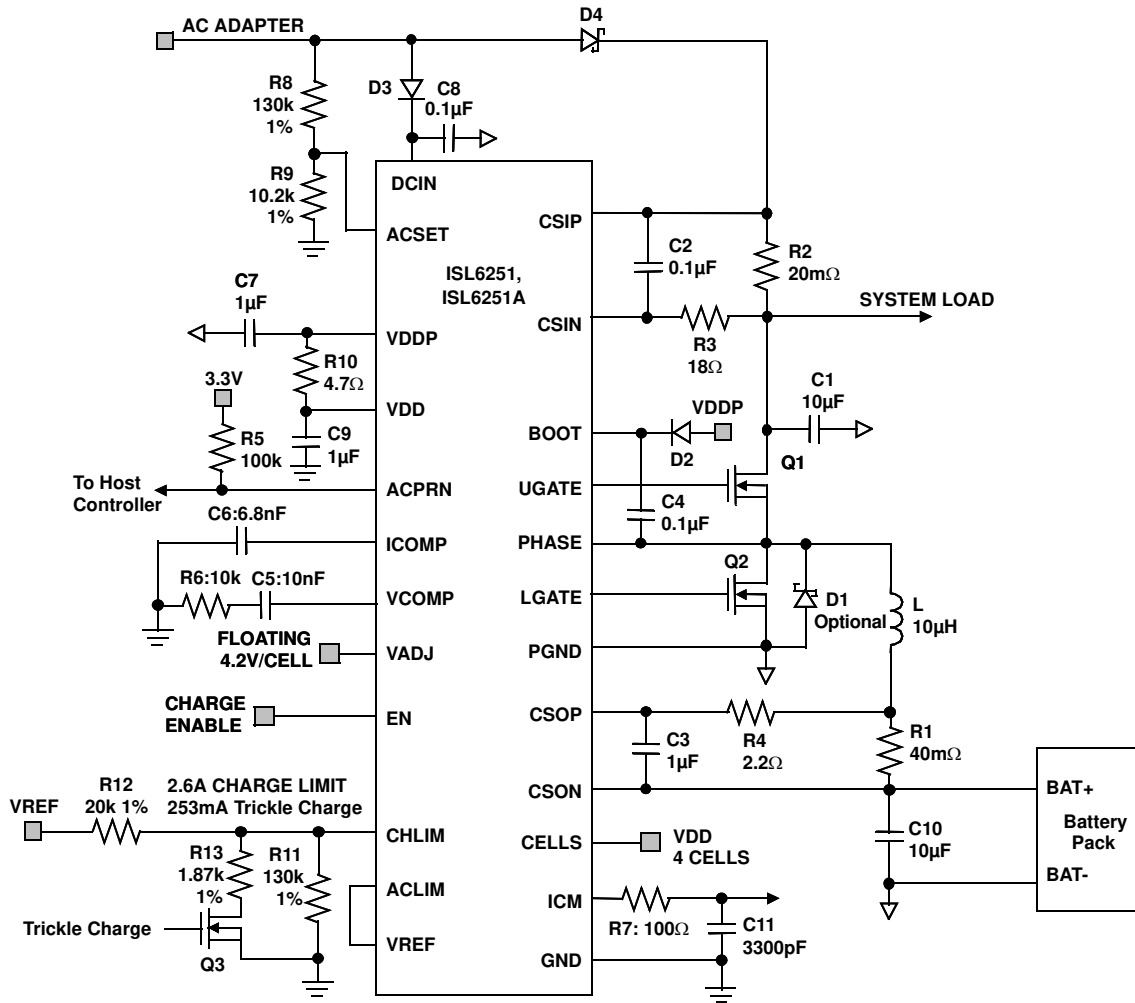 AC ADAPTER
D4
R8
130k
1%
D3
C8
0.1µF
R9
10.2k
1%
DCIN
ACSET
CSIP
C2
0.1µF
R2
20mΩ
ISL6251,
ISL6251A
C7
1µF
SYSTEM LOAD
CSIN
VDDP
R3
18Ω
R10
4.7Ω
3.3V
C1
10µF
VDD
VDDP
BOOT
D2
R5
100k
C9
1µF
Q1
To Host
Controller
ACPRN
UGATE
C4
0.1µF
C6:6.8nF
ICOMP
PHASE
Q2
R6:10k
C5:10nF
VCOMP
LGATE
D1
Optional
L
10µH
FLOATING
4.2V/CELL
VADJ
PGND
CHARGE
ENABLE
EN
CSOP
C3
1µF
R4
2.2Ω
R1
40mΩ
R12
20k 1%
2.6A CHARGE LIMIT
253mA Trickle Charge
CSON
BAT+
VREF
CHLIM
CELLS
VDD
4 CELLS
C10
10µF
Battery
Pack
R13
1.87k
1%
R11
130k
1%
BAT-
ACLIM
ICM
R7: 100Ω
C11
3300pF
Trickle Charge
Q3
VREF
GND